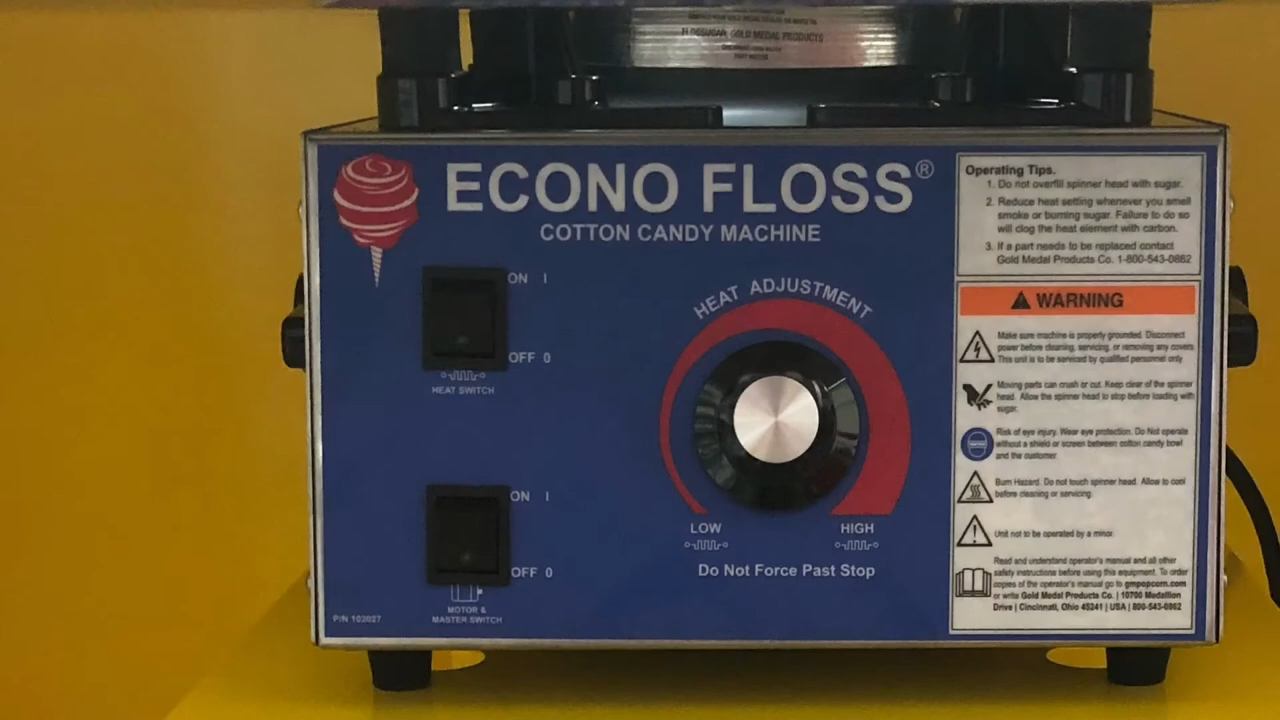 GOLD MEDAL PRODUCTS
ECONO FLOSS®
COTTON CANDY MACHINE
ON I
OFF 0
HEAT SWITCH
ON I
OFF 0
MOTOR &
MASTER SWITCH
P/N 102027
HEAT ADJUSTMENT
LOW
HIGH
Do Not Force Past Stop
Operating Tips.
1. Do not overfill spinner head with sugar.
2. Reduce heat setting whenever you smell
smoke or burning sugar. Failure to do so
will clog the heat element with carbon.
3. If a part needs to be replaced contact
Gold Medal Products Co. 1-800-543-0862
WARNING
Make sure machine is properly grounded. Disconnect
power before cleaning, servicing, or removing any covers.
This unit is to be serviced by qualified personnel only
Moving parts can crush or cut. Keep clear of the spinner
head. Allow the spinner head to stop before loading with
sugar.
Risk of eye injury. Wear eye protection. Do Not operate
without a shield or screen between cotton candy bowl
and the customer.
Burn Hazard. Do not touch spinner head. Allow to cool
before cleaning or servicing.
Unit not to be operated by a minor.
Read and understand operator's manual and all other
safety instructions before using this equipment. To order
copies of the operator's manual go to gmpopcorn.com
or write Gold Medal Products Co. | 10700 Medallion
Drive | Cincinnati, Ohio 45241 | USA | 800-543-0862